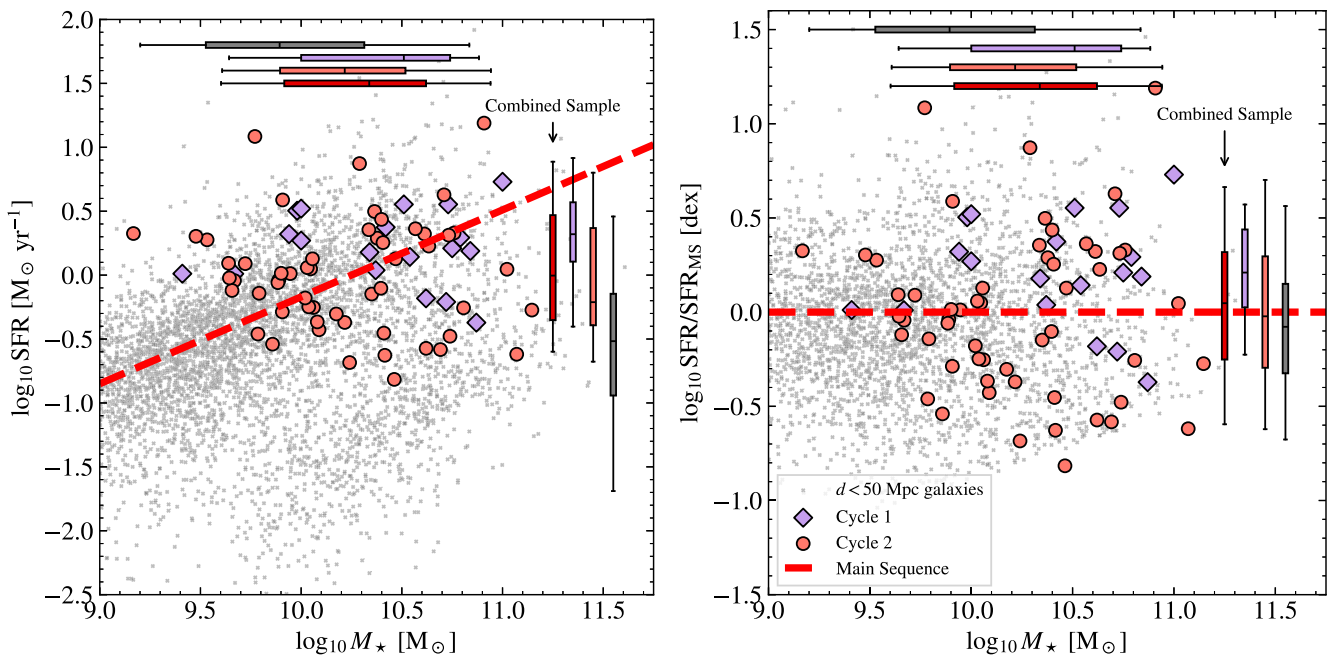 2.0
1.5
1.0
0.5
0.0
−0.5
−1.0
−1.5
−2.0
−2.5
log₁₀ SFR [M⊙ yr⁻¹]
Combined Sample
9.0 9.5 10.0 10.5 11.0 11.5
log₁₀ M⋆ [M⊙]
1.5
1.0
0.5
0.0
−0.5
−1.0
−1.5
log₁₀ SFR/SFR_MS [dex]
Combined Sample
d < 50 Mpc galaxies
Cycle 1
Cycle 2
Main Sequence
9.0 9.5 10.0 10.5 11.0 11.5
log₁₀ M⋆ [M⊙]